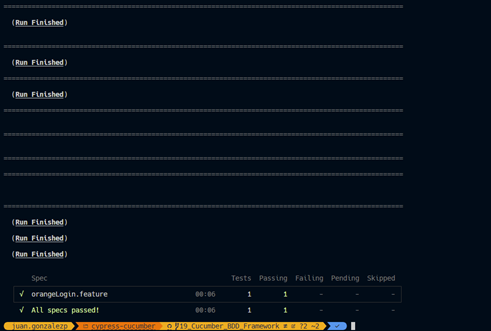 (Run Finished)
(Run Finished)
(Run Finished)
(Run Finished)
(Run Finished)
(Run Finished)
Spec Tests Passing Failing Pending Skipped
√ orangeLogin.feature 00:06 1 1 - - -
√ All specs passed! 00:06 1 1 - - -
juan.gonzalezp cypress-cucumber 19_Cucumber_BDD_Framework ≢ ?2 ~2